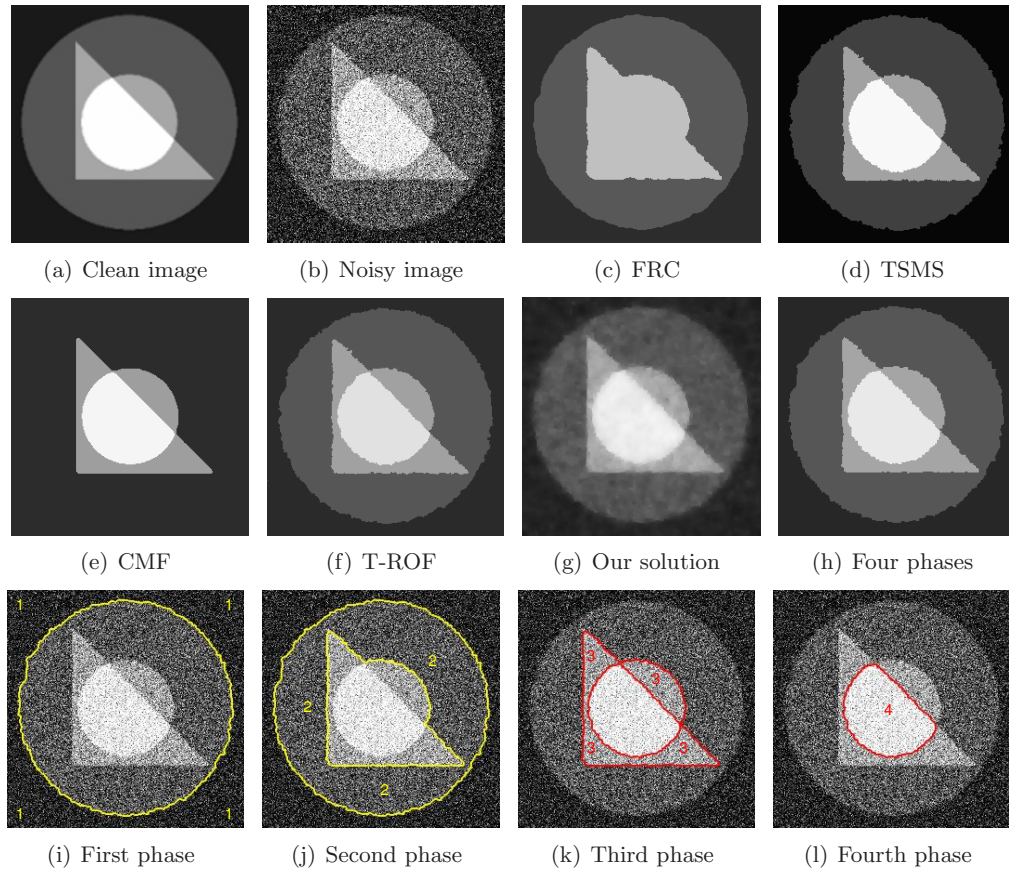 (a) Clean image
(b) Noisy image
(c) FRC
(d) TSMS
(e) CMF
(f) T-ROF
(g) Our solution
(h) Four phases
1 1
1 1
2
2
2
3
3
3 3
4
(i) First phase
(j) Second phase
(k) Third phase
(l) Fourth phase